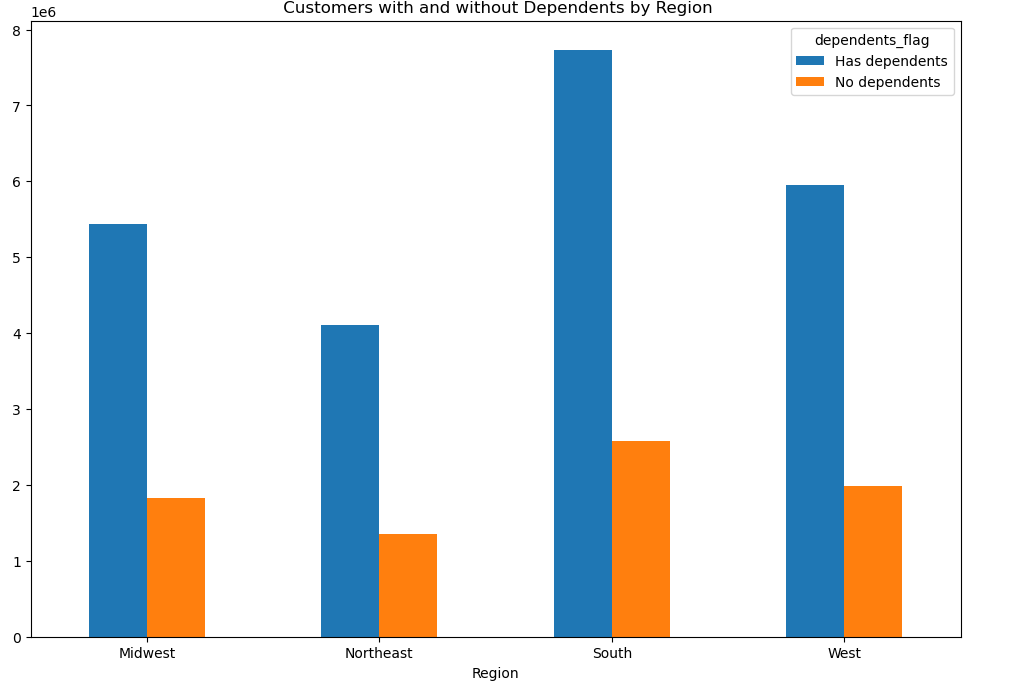 Customers with and without Dependents by Region
1e6
8
7
6
5
4
3
2
1
0
dependents_flag
Has dependents
No dependents
Midwest Northeast South West
Region